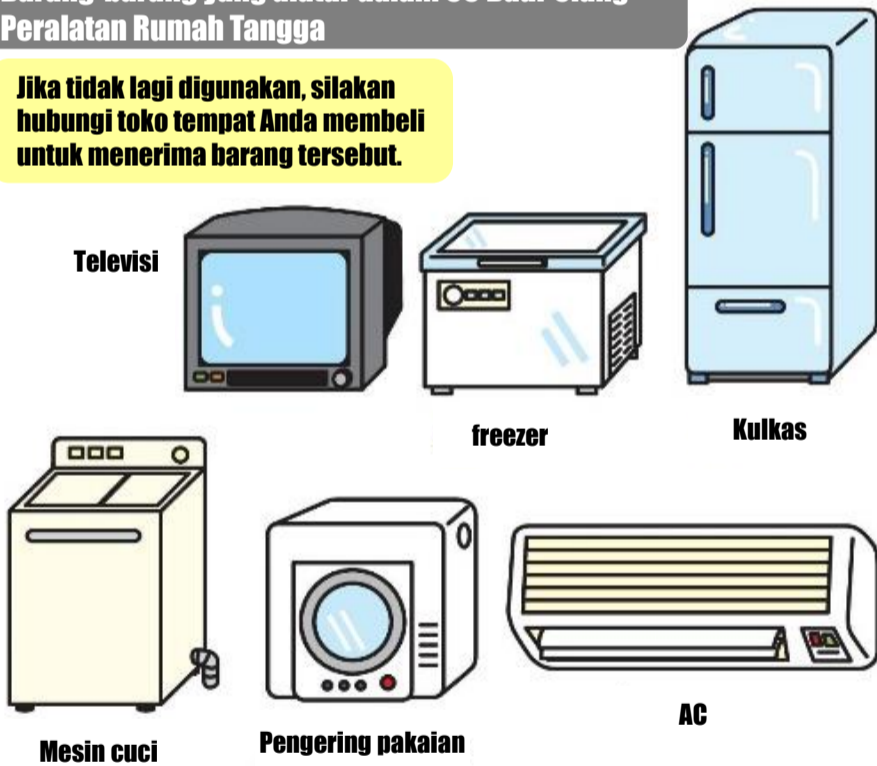 Peralatan Rumah Tangga
Jika tidak lagi digunakan, silakan
hubungi toko tempat Anda membeli
untuk menerima barang tersebut.
Televisi
freezer
Kulkas
Mesin cuci
Pengering pakaian
AC